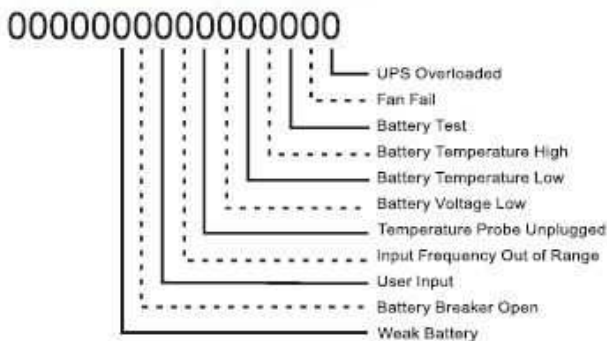 0000000000000000
UPS Overloaded
Fan Fail
Battery Test
Battery Temperature High
Battery Temperature Low
Battery Voltage Low
Temperature Probe Unplugged
Input Frequency Out of Range
User Input
Battery Breaker Open
Weak Battery